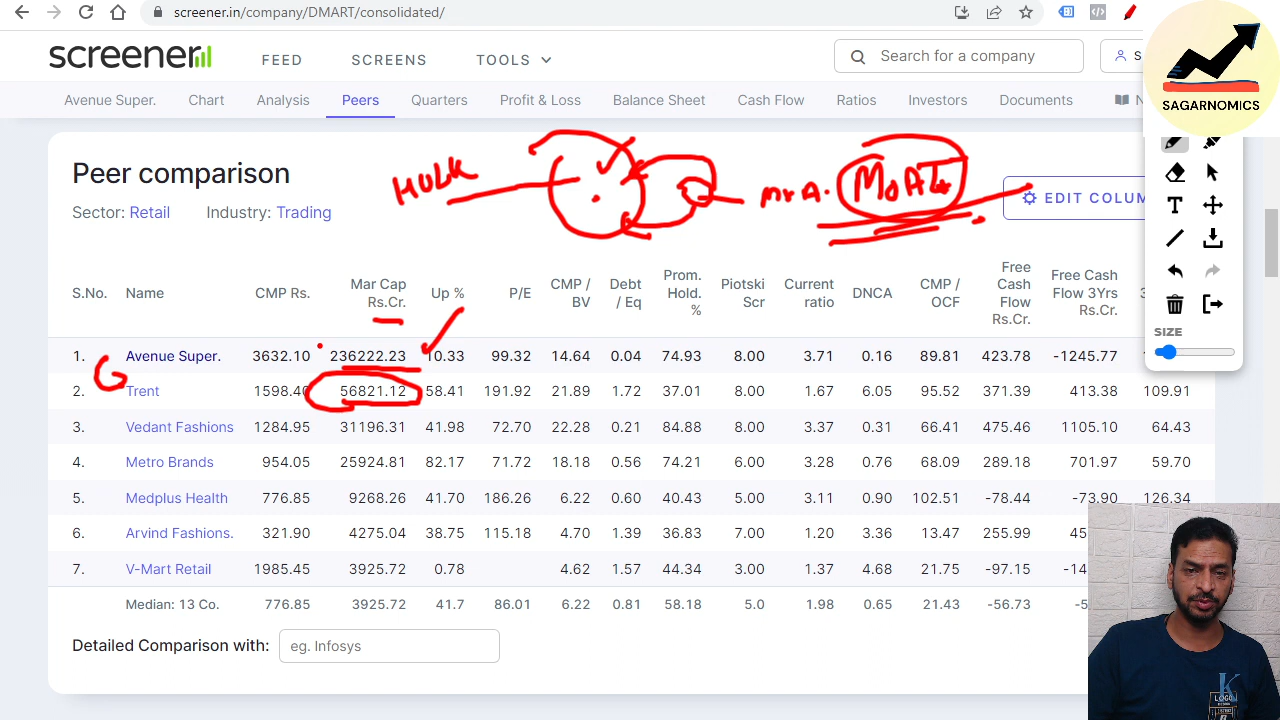 screener.in/company/DMART/consolidated/
screener
FEED SCREENS TOOLS
Search for a company
S
Avenue Super. Chart Analysis Peers Quarters Profit & Loss Balance Sheet Cash Flow Ratios Investors Documents N
SAGARNOMICS
Peer comparison
Sector: Retail Industry: Trading
HULK
Mr A. MOAT
EDIT COLUM
T
SIZE
S.No. Name CMP Rs. Mar Cap Rs.Cr. Up % P/E CMP / BV Debt / Eq Prom. Hold. % Piotski Scr Current ratio DNCA CMP / OCF Free Cash Flow Rs.Cr. Free Cash Flow 3Yrs Rs.Cr. 3
1. Avenue Super. 3632.10 236222.23 10.33 99.32 14.64 0.04 74.93 8.00 3.71 0.16 89.81 423.78 -1245.77
G
2. Trent 1598.40 56821.12 58.41 191.92 21.89 1.72 37.01 8.00 1.67 6.05 95.52 371.39 413.38 109.91
3. Vedant Fashions 1284.95 31196.31 41.98 72.70 22.28 0.21 84.88 8.00 3.37 0.31 66.41 475.46 1105.10 64.43
4. Metro Brands 954.05 25924.81 82.17 71.72 18.18 0.56 74.21 6.00 3.28 0.76 68.09 289.18 701.97 59.70
5. Medplus Health 776.85 9268.26 41.70 186.26 6.22 0.60 40.43 5.00 3.11 0.90 102.51 -78.44 -73.90 126.34
6. Arvind Fashions. 321.90 4275.04 38.75 115.18 4.70 1.39 36.83 7.00 1.20 3.36 13.47 255.99 45
7. V-Mart Retail 1985.45 3925.72 0.78 4.62 1.57 44.34 3.00 1.37 4.68 21.75 -97.15 -14
Median: 13 Co. 776.85 3925.72 41.7 86.01 6.22 0.81 58.18 5.0 1.98 0.65 21.43 -56.73 -5
Detailed Comparison with: eg. Infosys
K
LOGO